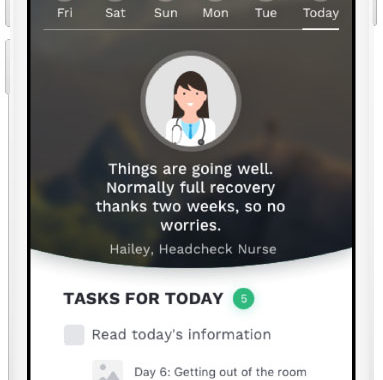 Fri Sat Sun Mon Tue Today
Things are going well.
Normally full recovery
thanks two weeks, so no
worries.
Hailey, Headcheck Nurse
TASKS FOR TODAY 5
Read today's information
Day 6: Getting out of the room